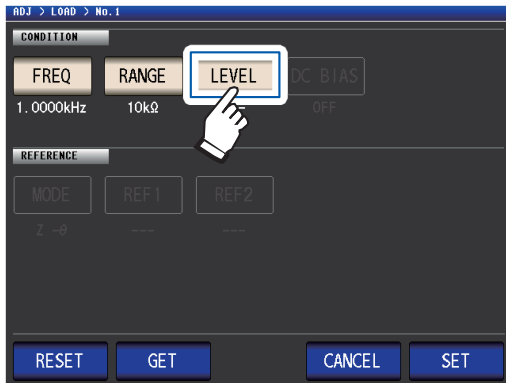 ADJ > LOAD > No.1
CONDITION
FREQ RANGE LEVEL DC BIAS
1.0000kHz 10kΩ OFF
REFERENCE
MODE REF1 REF2
Z -θ --- ---
RESET GET CANCEL SET